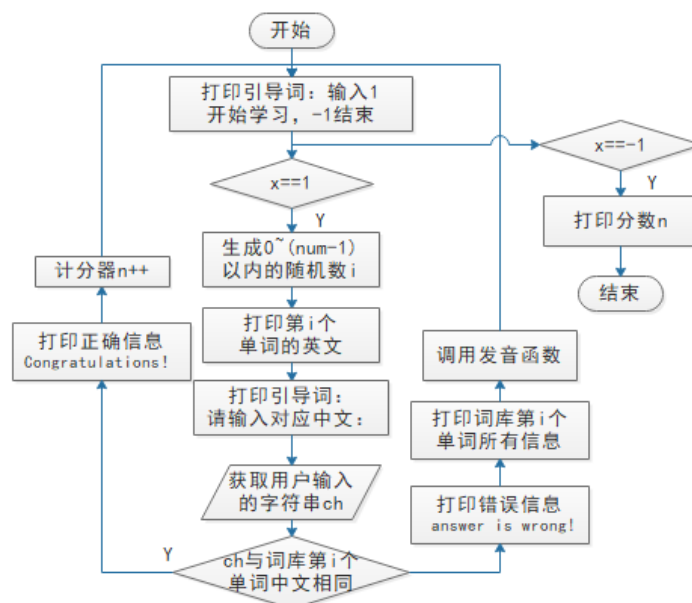 开始
打印引导词：输入1
开始学习，-1结束
x==1
x==-1
Y
Y
打印分数n
结束
生成0~(num-1)
以内的随机数i
打印第i个
单词的英文
打印引导词：
请输入对应中文：
获取用户输入
的字符串ch
ch与词库第i个
单词中文相同
Y
打印正确信息
Congratulations!
计分器n++
打印错误信息
answer is wrong!
打印词库第i个
单词所有信息
调用发音函数